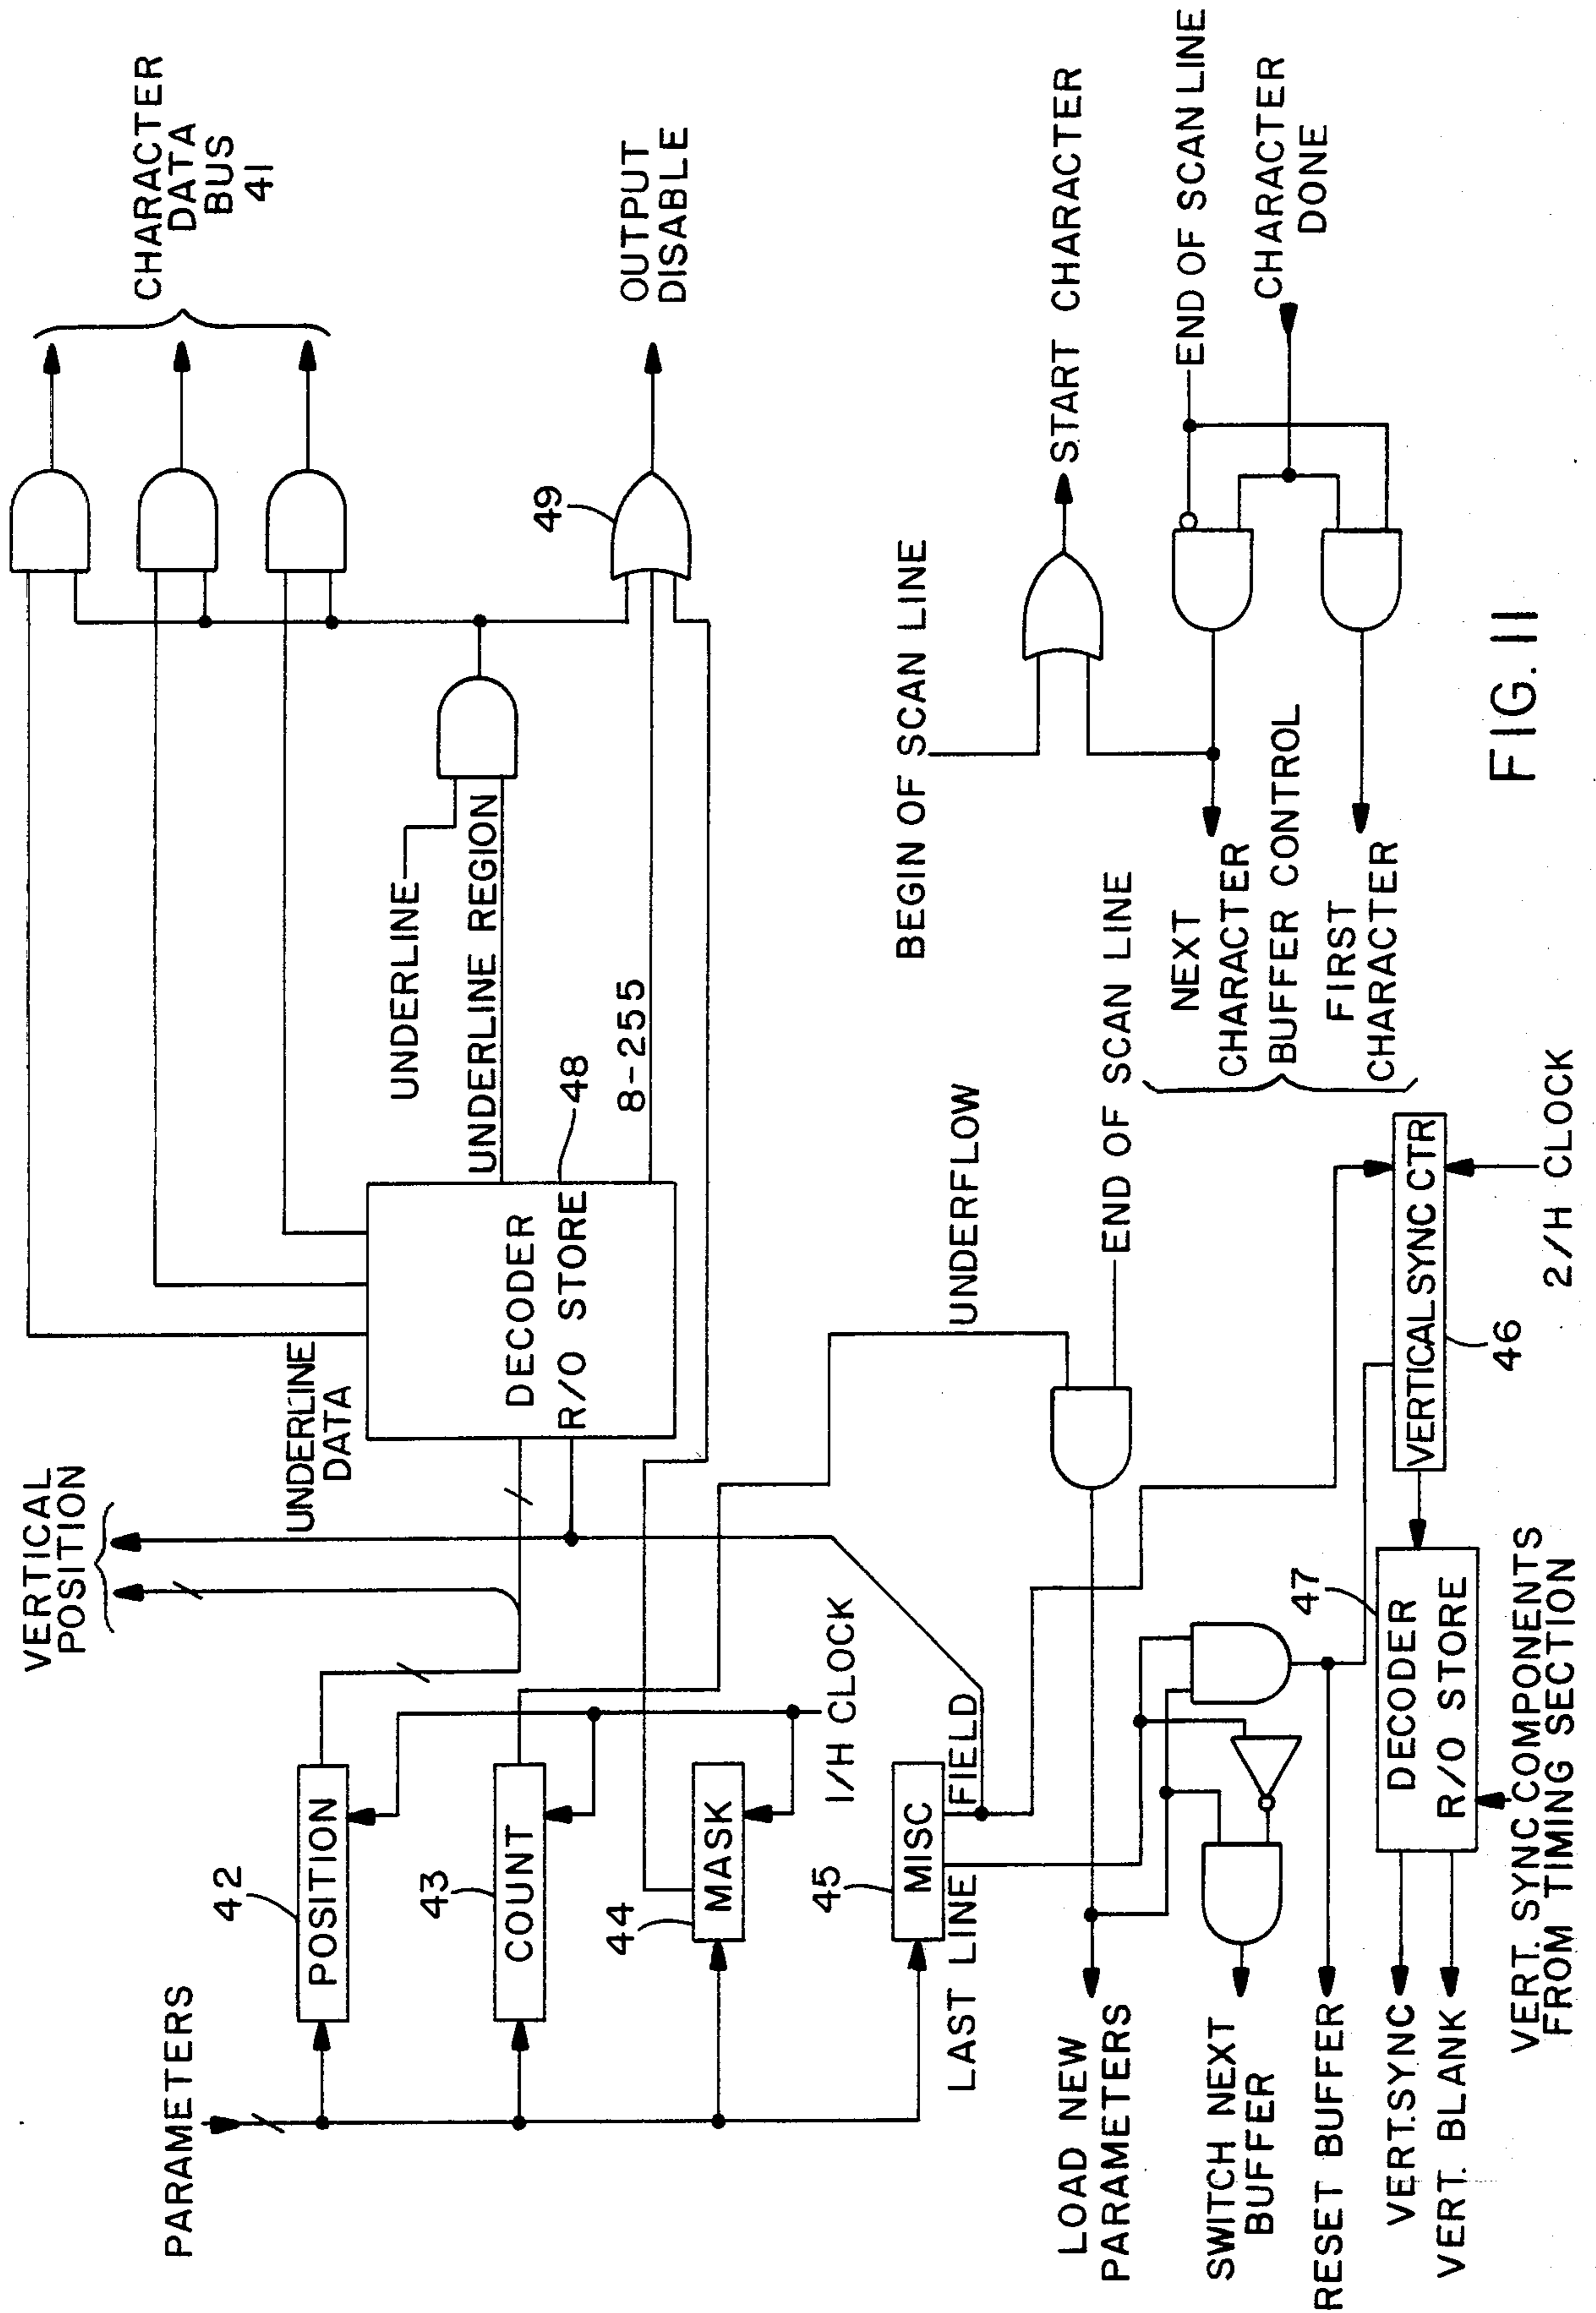 PARAMETERS
42
POSITION
43
COUNT
44
MASK
45
MISC
VERTICAL
POSITION
1/H CLOCK
LAST LINE
FIELD
UNDERLINE
DATA
DECODER
R/O STORE
48
UNDERLINE
UNDERLINE REGION
8-255
49
CHARACTER
DATA
BUS
41
OUTPUT
DISABLE
UNDERFLOW
END OF SCAN LINE
LOAD NEW
PARAMETERS
SWITCH NEXT
BUFFER
RESET BUFFER
VERT.SYNC
VERT. BLANK
47
DECODER
R/O STORE
VERT. SYNC COMPONENTS
FROM TIMING SECTION
VERTICAL SYNC CTR
46
2/H CLOCK
BEGIN OF SCAN LINE
START CHARACTER
END OF SCAN LINE
CHARACTER
DONE
NEXT
CHARACTER
BUFFER CONTROL
FIRST
CHARACTER
FIG. 11